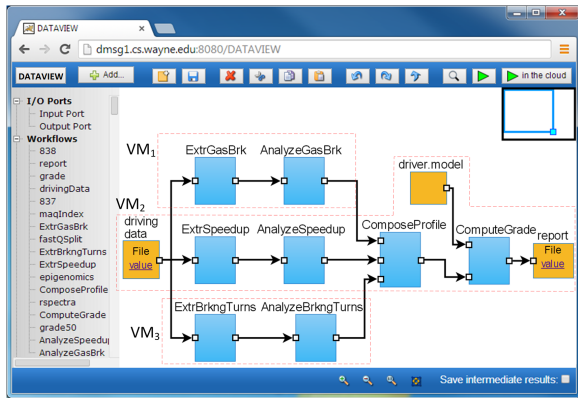 DATAVIEW
dmsg1.cs.wayne.edu:8080/DATAVIEW
DATAVIEW
Add...
in the cloud
I/O Ports
Input Port
Output Port
Workflows
838
report
grade
drivingData
837
maqIndex
ExtrGasBrk
fastQSplit
ExtrBrkngTurns
ExtrSpeedup
epigenomics
ComposeProfile
rspectra
ComputeGrade
grade50
AnalyzeSpeedup
AnalyzeGasBrk
VM1
ExtrGasBrk
AnalyzeGasBrk
driver.model
VM2
driving
data
File
value
ExtrSpeedup
AnalyzeSpeedup
ComposeProfile
ComputeGrade
report
File
value
ExtrBrkngTurns
AnalyzeBrkngTurns
VM3
Save intermediate results: